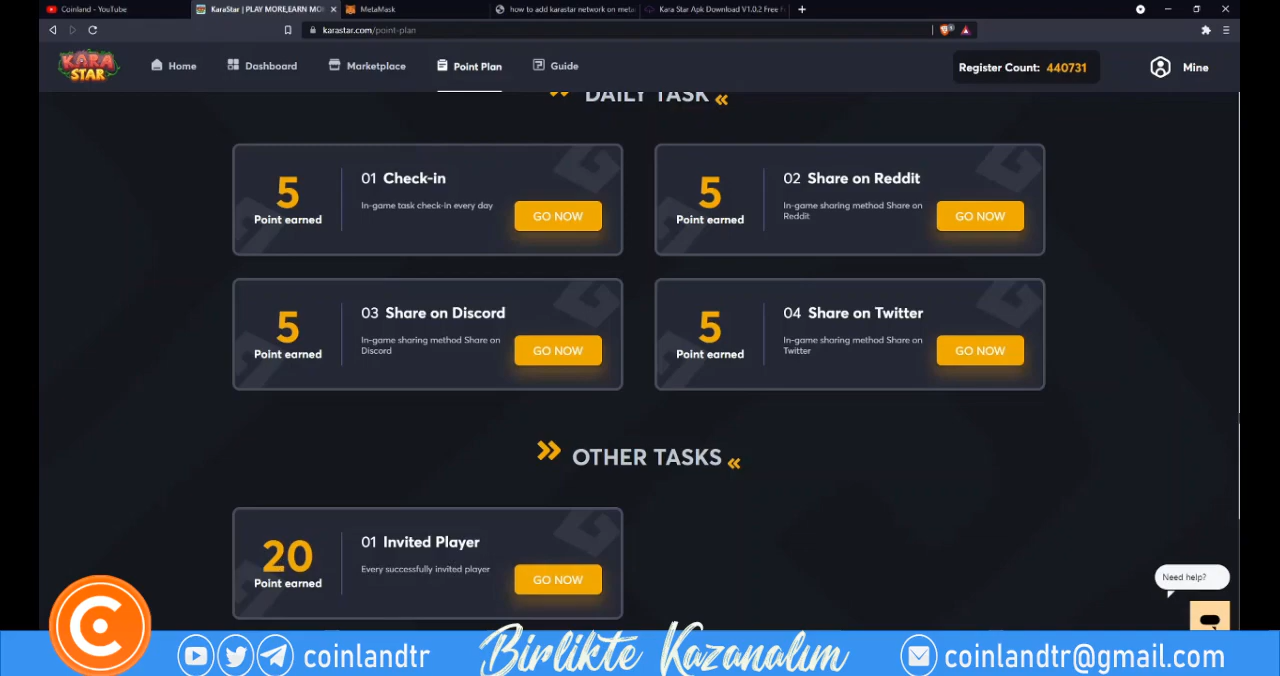 Coinland - YouTube
KaraStar | PLAY MORE,EARN MO
MetaMask
how to add karastar network on meta
Kara Star Apk Download V1.0.2 Free F
karastar.com/point-plan
KARA
STAR
Home
Dashboard
Marketplace
Point Plan
Guide
Register Count: 440731
Mine
DAILY TASK
5
Point earned
01 Check-in
In-game task check-in every day
GO NOW
5
Point earned
02 Share on Reddit
In-game sharing method Share on
Reddit
GO NOW
5
Point earned
03 Share on Discord
In-game sharing method Share on
Discord
GO NOW
5
Point earned
04 Share on Twitter
In-game sharing method Share on
Twitter
GO NOW
OTHER TASKS
20
Point earned
01 Invited Player
Every successfully invited player
GO NOW
Need help?
coinlandtr
Birlikte Kazanalım
coinlandtr@gmail.com